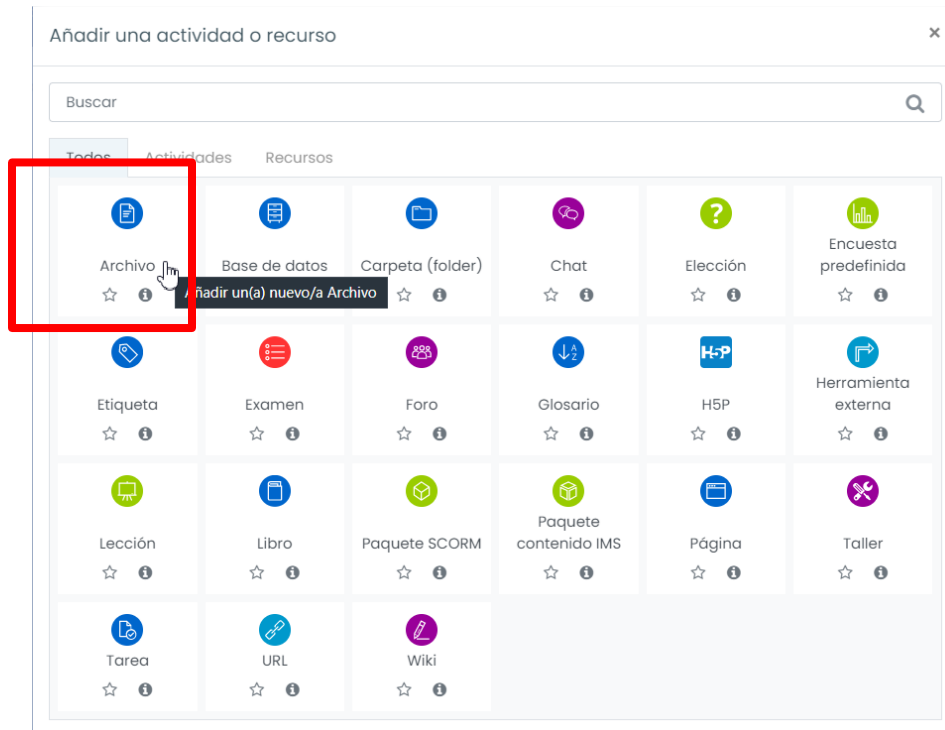 Añadir una actividad o recurso
Buscar
Todos Actividades Recursos
Archivo Base de datos Carpeta (folder) Chat Elección Encuesta
predefinida
Añadir un(a) nuevo/a Archivo
Etiqueta Examen Foro Glosario H5P H5P Herramienta
externa
Lección Libro Paquete SCORM Paquete
contenido IMS Página Taller
A
Z
Tarea URL Wiki